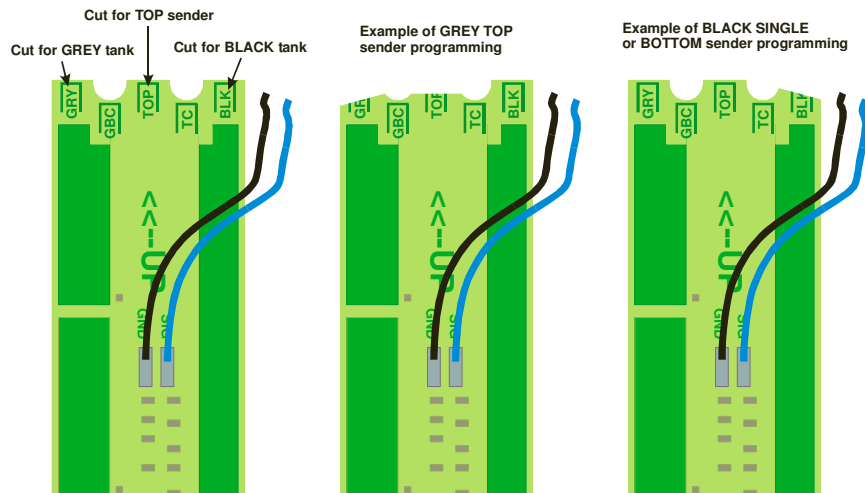 Cut for TOP sender
Cut for GREY tank
Cut for BLACK tank
GRY
GBC
TOP
TC
BLK
>>--UP
GND
SIG
Example of GREY TOP
sender programming
GRY
GBC
TOP
TC
BLK
>>--UP
GND
SIG
Example of BLACK SINGLE
or BOTTOM sender programming
GRY
GBC
TOP
TC
BLK
>>--UP
GND
SIG